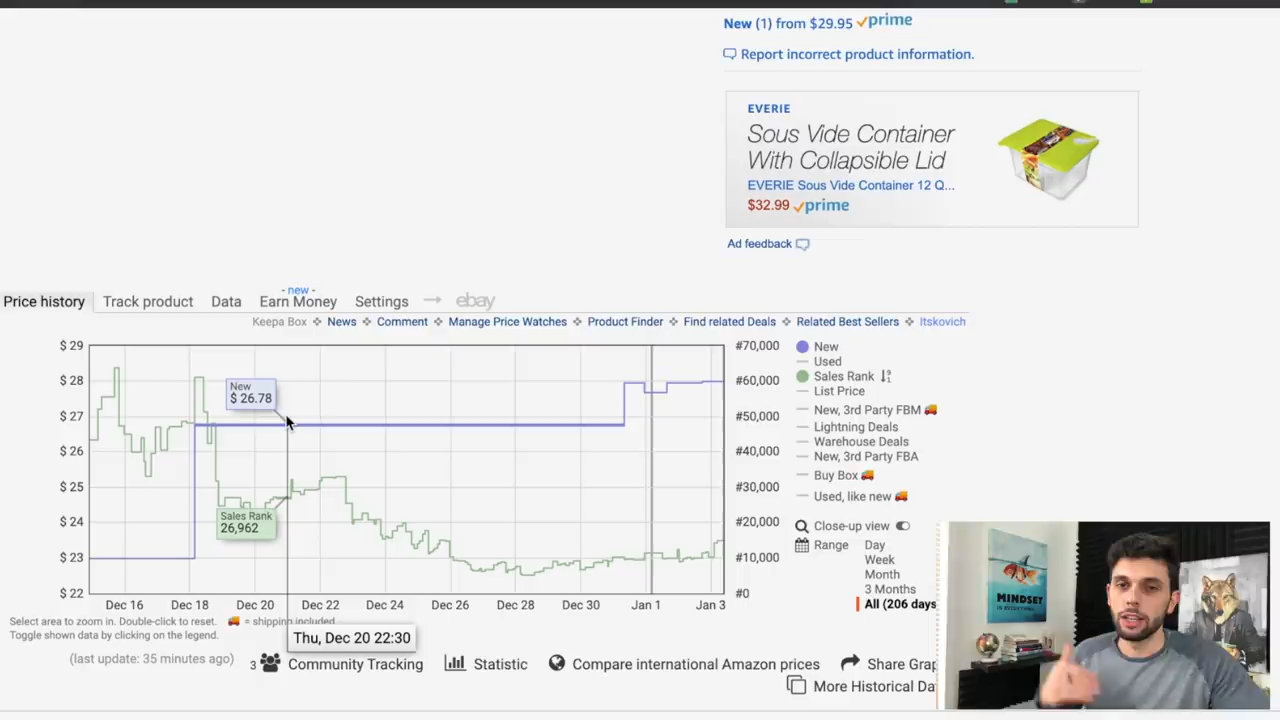 New (1) from $29.95 prime
Report incorrect product information.
EVERIE
Sous Vide Container
With Collapsible Lid
EVERIE Sous Vide Container 12 Q...
$32.99 prime
Ad feedback
- new -
Price history Track product Data Earn Money Settings ebay
Keepa Box News Comment Manage Price Watches Product Finder Find related Deals Related Best Sellers Itskovich
$ 29
$ 28
$ 27
$ 26
$ 25
$ 24
$ 23
$ 22
New
$ 26.78
Sales Rank
26,962
#70,000
#60,000
#50,000
#40,000
#30,000
#20,000
#10,000
#0
Dec 16 Dec 18 Dec 20 Dec 22 Dec 24 Dec 26 Dec 28 Dec 30 Jan 1 Jan 3
New
Used
Sales Rank
List Price
New, 3rd Party FBM
Lightning Deals
Warehouse Deals
New, 3rd Party FBA
Buy Box
Used, like new
Close-up view
Range Day
Week
Month
3 Months
All (206 days
Select area to zoom in. Double-click to reset. = shipping included
Toggle shown data by clicking on the legend.
Thu, Dec 20 22:30
(last update: 35 minutes ago)
3 Community Tracking Statistic Compare international Amazon prices Share Grap
More Historical Da
MINDSET
IS EVERYTHING